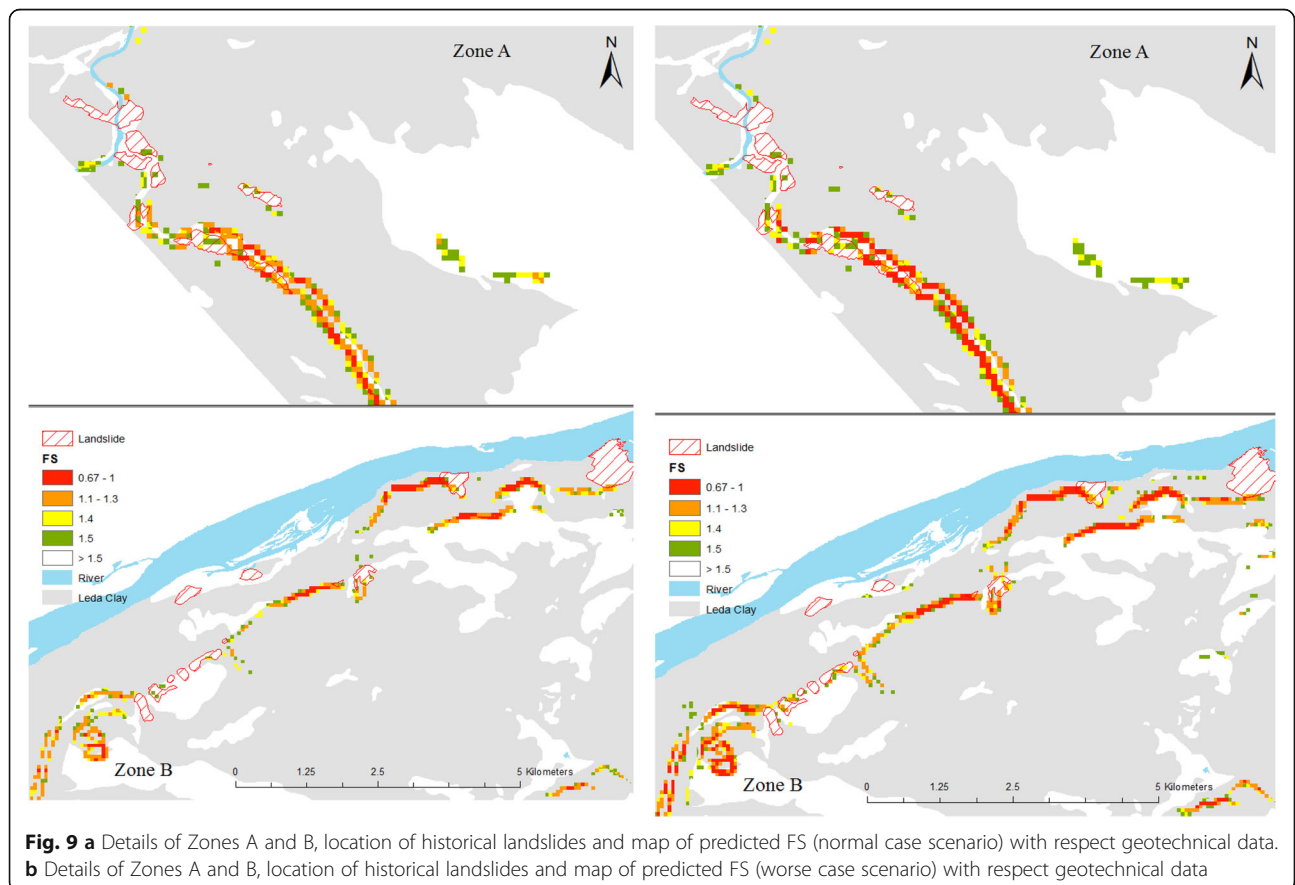 Zone A
N
Zone A
N
Landslide
FS
0.67 - 1
1.1 - 1.3
1.4
1.5
> 1.5
River
Leda Clay
Zone B
0 1.25 2.5 5 Kilometers
Landslide
FS
0.67 - 1
1.1 - 1.3
1.4
1.5
> 1.5
River
Leda Clay
Zone B
0 1.25 2.5 5 Kilometers
Fig. 9 a Details of Zones A and B, location of historical landslides and map of predicted FS (normal case scenario) with respect geotechnical data.
b Details of Zones A and B, location of historical landslides and map of predicted FS (worse case scenario) with respect geotechnical data